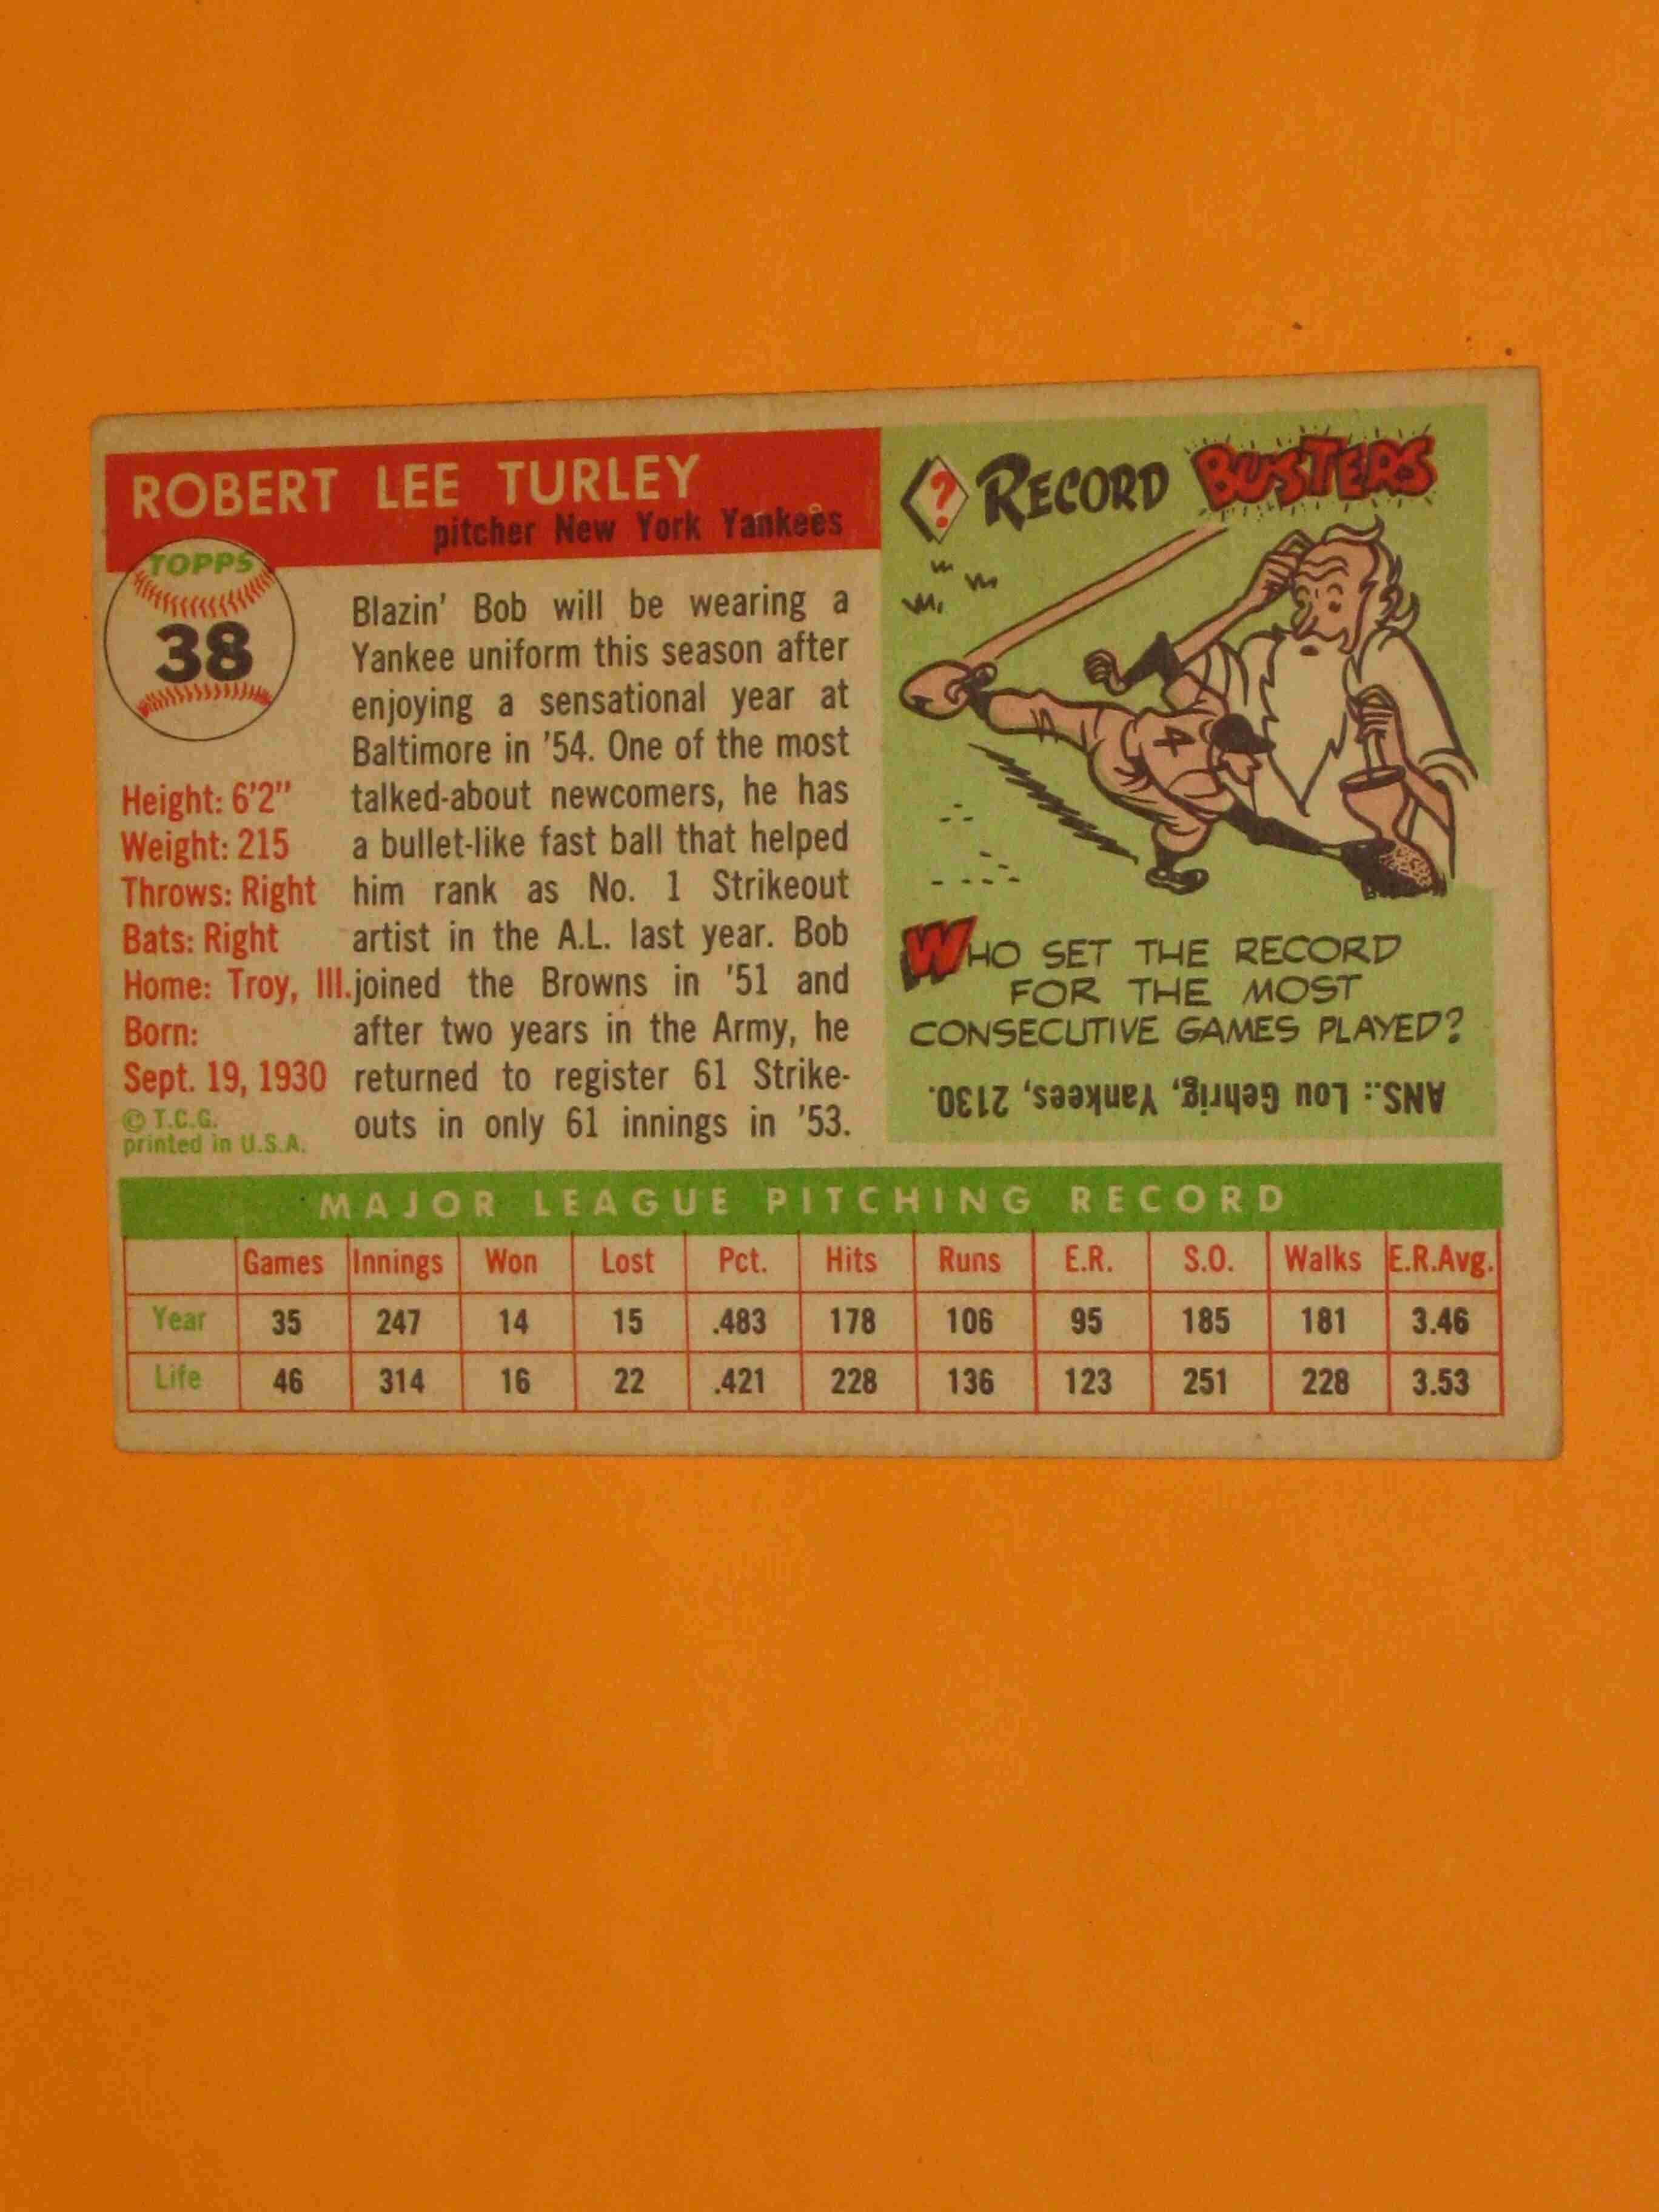 ROBERT LEE TURLEY
pitcher New York Yankees
TOPPS
38
Height: 6'2"
Weight: 215
Throws: Right
Bats: Right
Home: Troy, Ill.
Born:
Sept. 19, 1930
© T.C.G.
printed in U.S.A.
Blazin' Bob will be wearing a
Yankee uniform this season after
enjoying a sensational year at
Baltimore in '54. One of the most
talked-about newcomers, he has
a bullet-like fast ball that helped
him rank as No. 1 Strikeout
artist in the A.L. last year. Bob
joined the Browns in '51 and
after two years in the Army, he
returned to register 61 Strike-
outs in only 61 innings in '53.
? RECORD BUSTERS
4
WHO SET THE RECORD
FOR THE MOST
CONSECUTIVE GAMES PLAYED?
ANS.: Lou Gehrig, Yankees, 2130.
MAJOR LEAGUE PITCHING RECORD
Games Innings Won Lost Pct. Hits Runs E.R. S.O. Walks E.R.Avg.
Year 35 247 14 15 .483 178 106 95 185 181 3.46
Life 46 314 16 22 .421 228 136 123 251 228 3.53